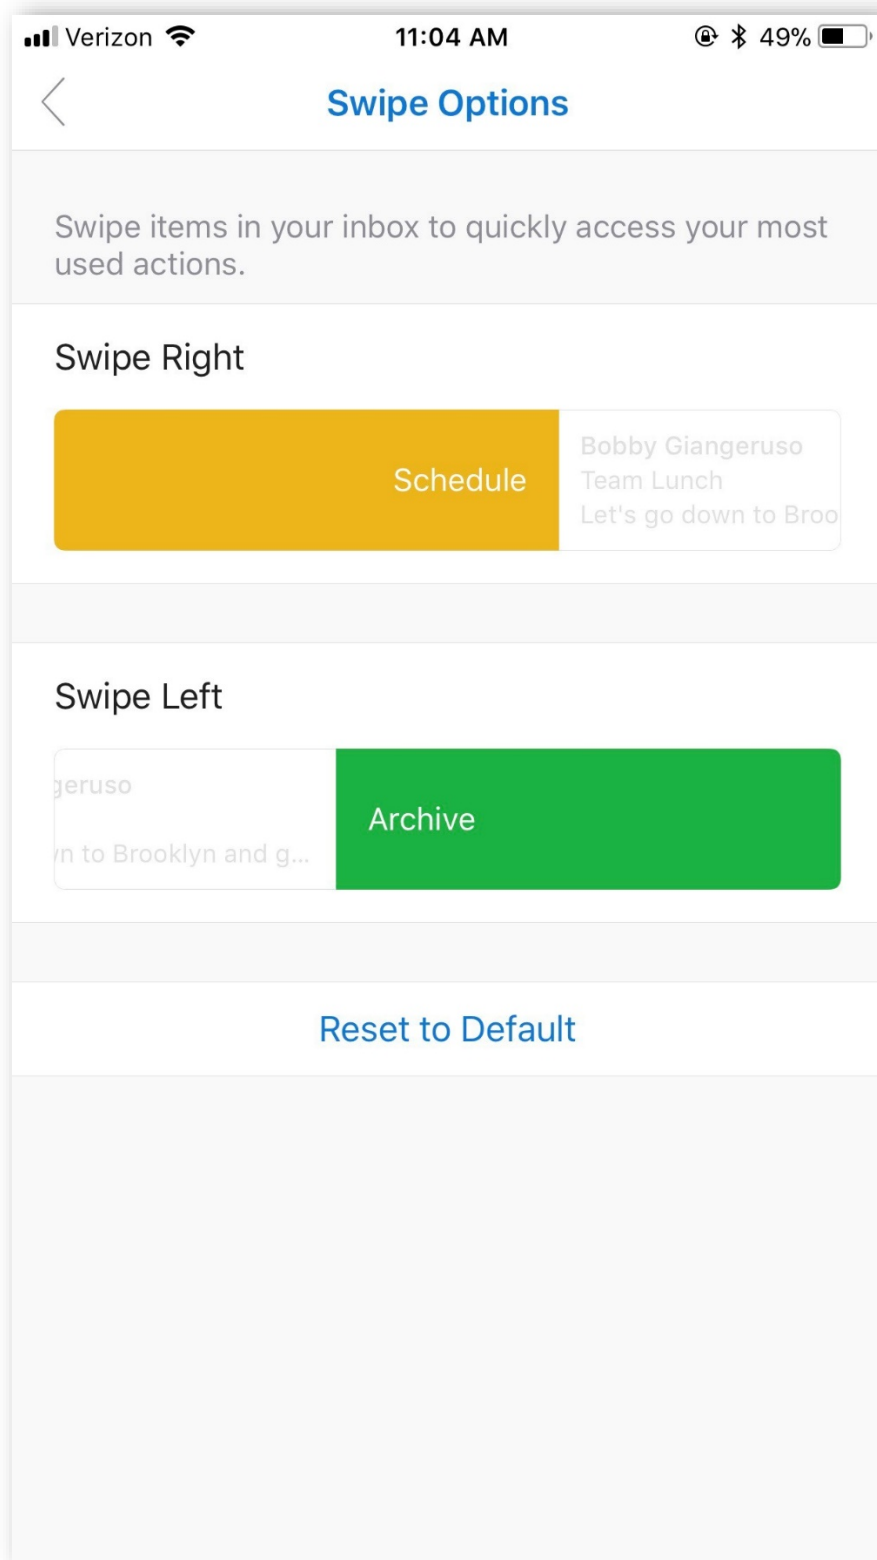 Verizon 11:04 AM 49%
Swipe Options
Swipe items in your inbox to quickly access your most
used actions.
Swipe Right
Schedule
Bobby Giangeruso
Team Lunch
Let's go down to Broo
Swipe Left
geruso
n to Brooklyn and g...
Archive
Reset to Default